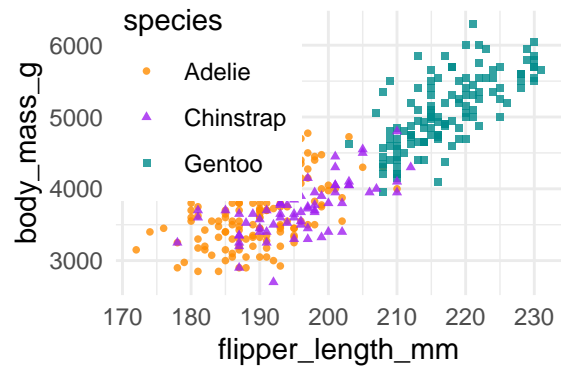 species
Adelie
Chinstrap
Gentoo
body_mass_g
6000
5000
4000
3000
170 180 190 200 210 220 230
flipper_length_mm